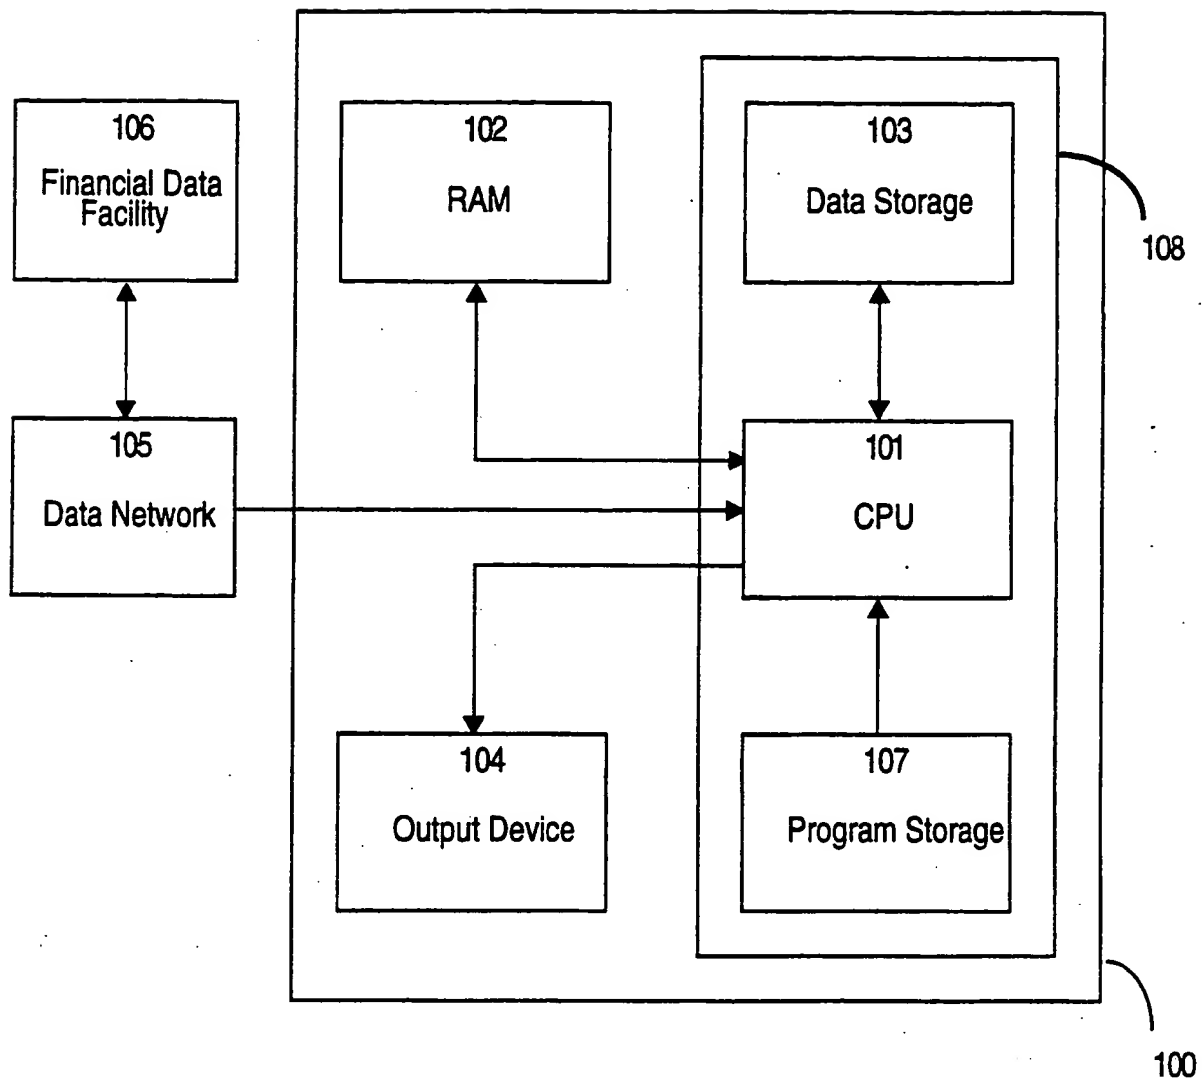 106
Financial Data
Facility
102
RAM
103
Data Storage
108
105
Data Network
101
CPU
104
Output Device
107
Program Storage
100